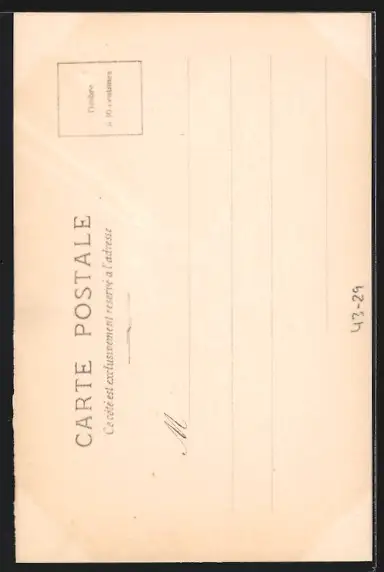 CARTE POSTALE
Ce côté est exclusivement réservé à l'adresse
Timbre
à 10 centimes
M
43-29